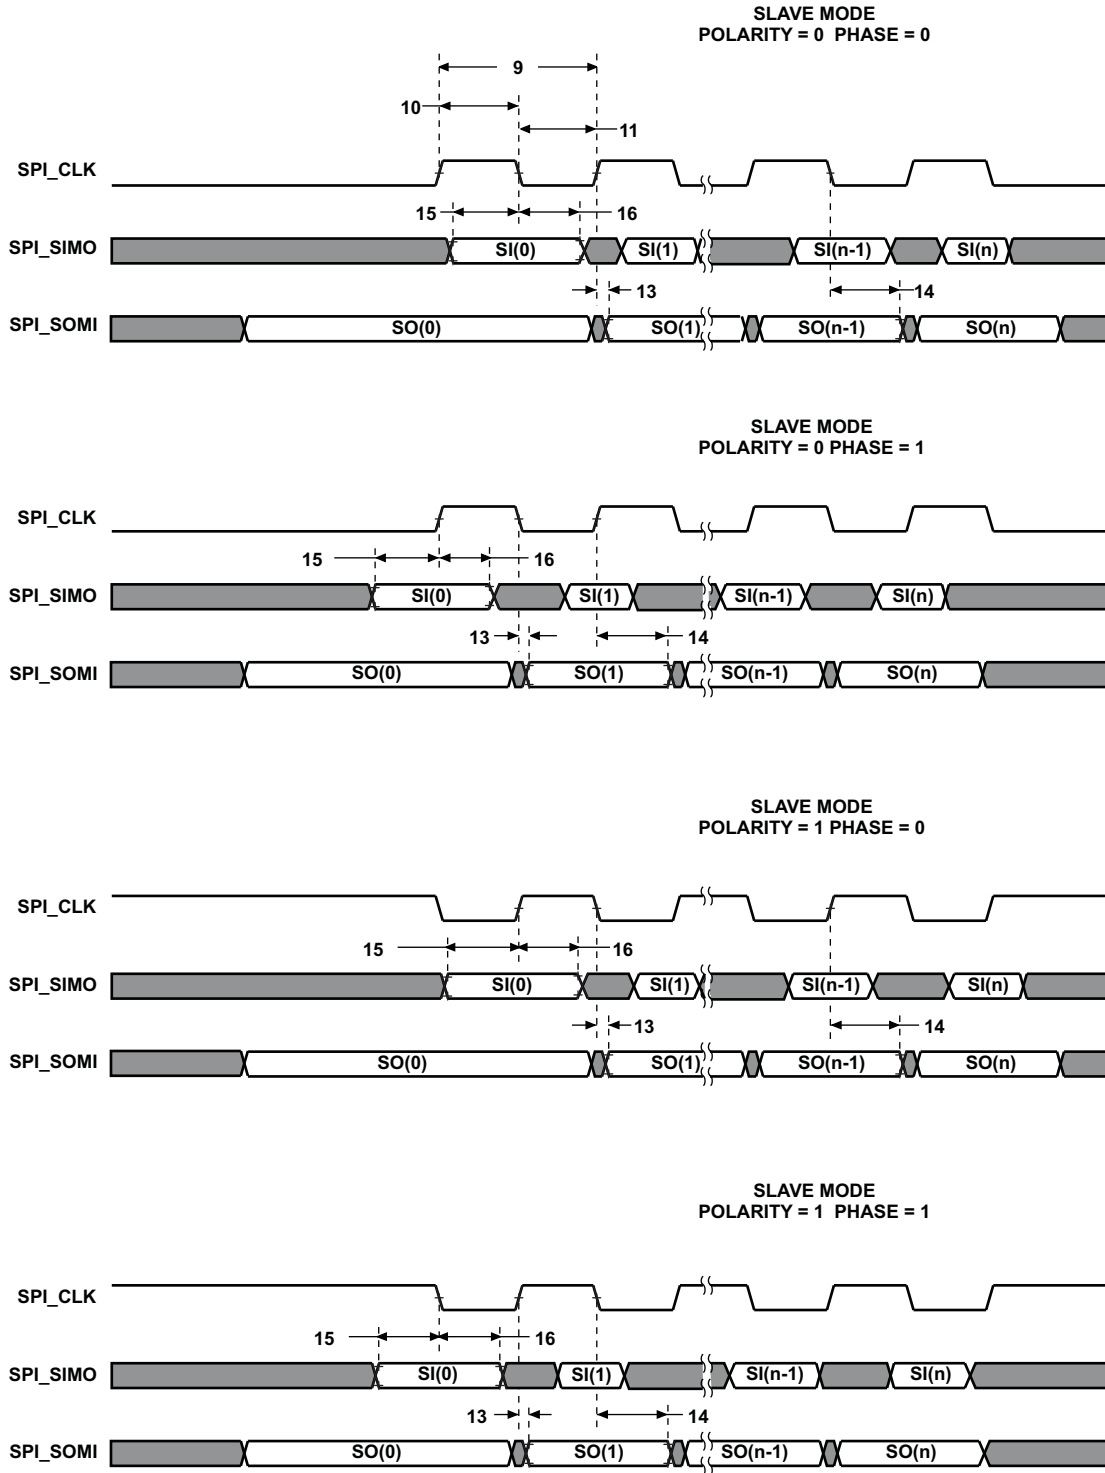 SLAVE MODE
POLARITY = 0 PHASE = 0
9
10
11
SPI_CLK
15
16
SPI_SIMO
SI(0)
SI(1)
SI(n-1)
SI(n)
13
14
SPI_SOMI
SO(0)
SO(1)
SO(n-1)
SO(n)
SLAVE MODE
POLARITY = 0 PHASE = 1
SPI_CLK
15
16
SPI_SIMO
SI(0)
SI(1)
SI(n-1)
SI(n)
13
14
SPI_SOMI
SO(0)
SO(1)
SO(n-1)
SO(n)
SLAVE MODE
POLARITY = 1 PHASE = 0
SPI_CLK
15
16
SPI_SIMO
SI(0)
SI(1)
SI(n-1)
SI(n)
13
14
SPI_SOMI
SO(0)
SO(1)
SO(n-1)
SO(n)
SLAVE MODE
POLARITY = 1 PHASE = 1
SPI_CLK
15
16
SPI_SIMO
SI(0)
SI(1)
SI(n-1)
SI(n)
13
14
SPI_SOMI
SO(0)
SO(1)
SO(n-1)
SO(n)